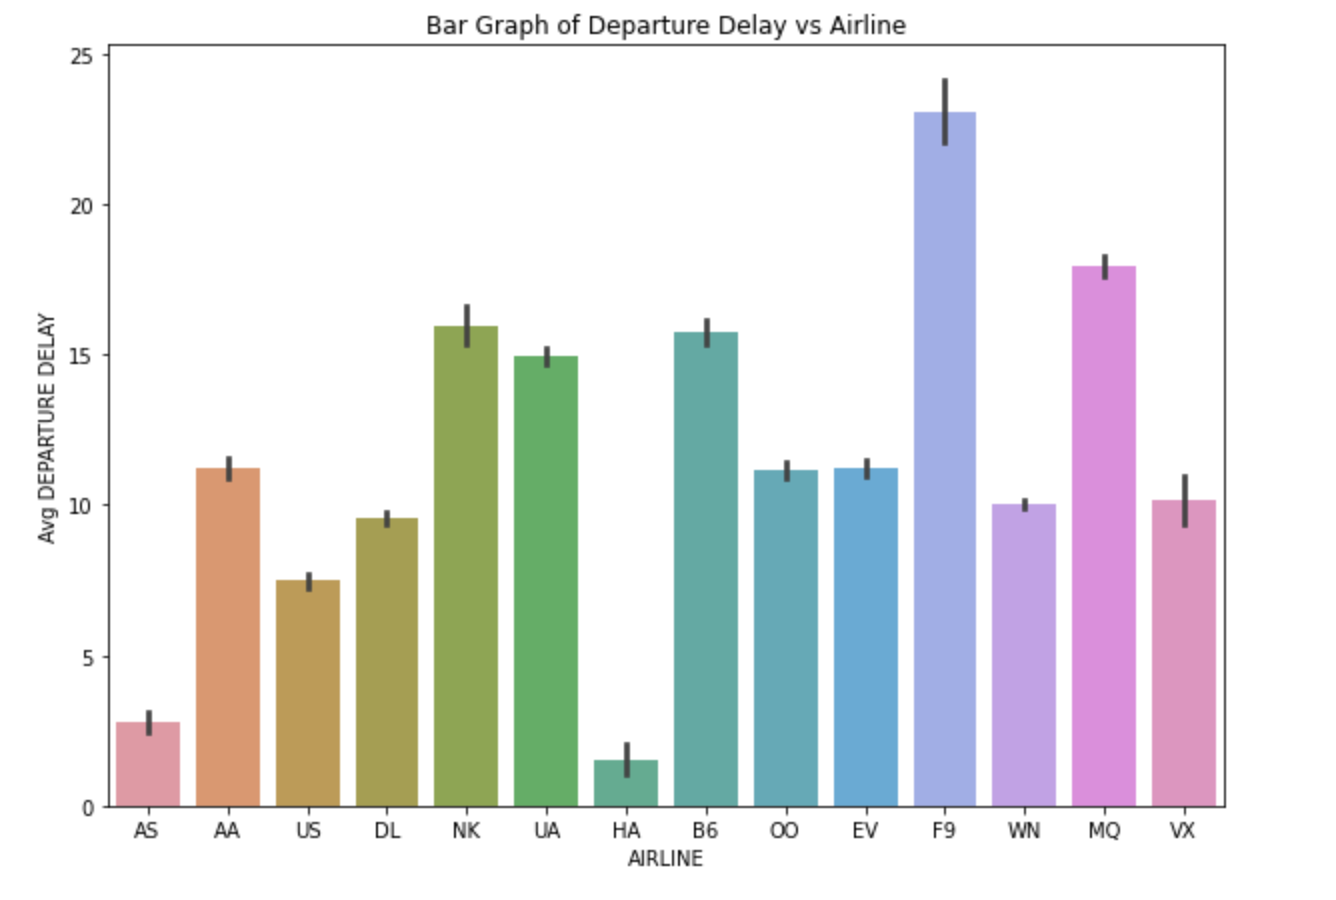 Bar Graph of Departure Delay vs Airline
25
20
15
10
5
0
Avg DEPARTURE DELAY
AS AA US DL NK UA HA B6 OO EV F9 WN MQ VX
AIRLINE